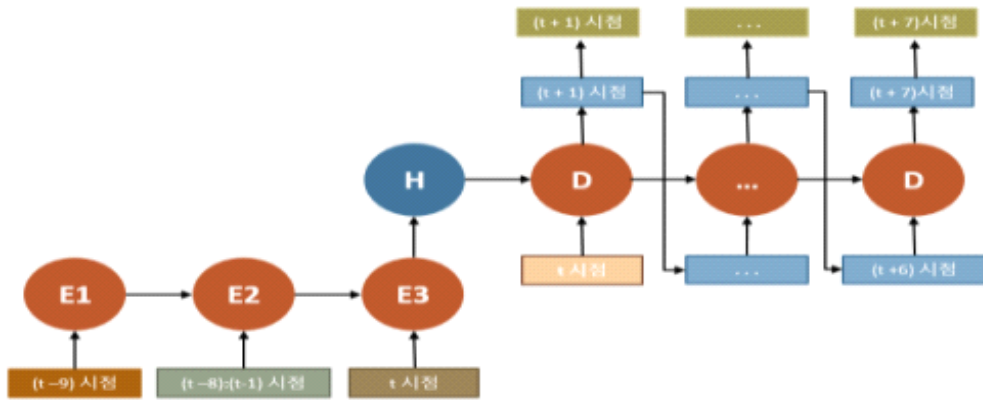 (t + 1) 시점
. . .
(t + 7)시점
(t + 1) 시점
. . .
(t + 7)시점
H
D
...
D
t 시점
. . .
(t +6) 시점
E1
E2
E3
(t –9) 시점
(t –8):(t-1) 시점
t 시점